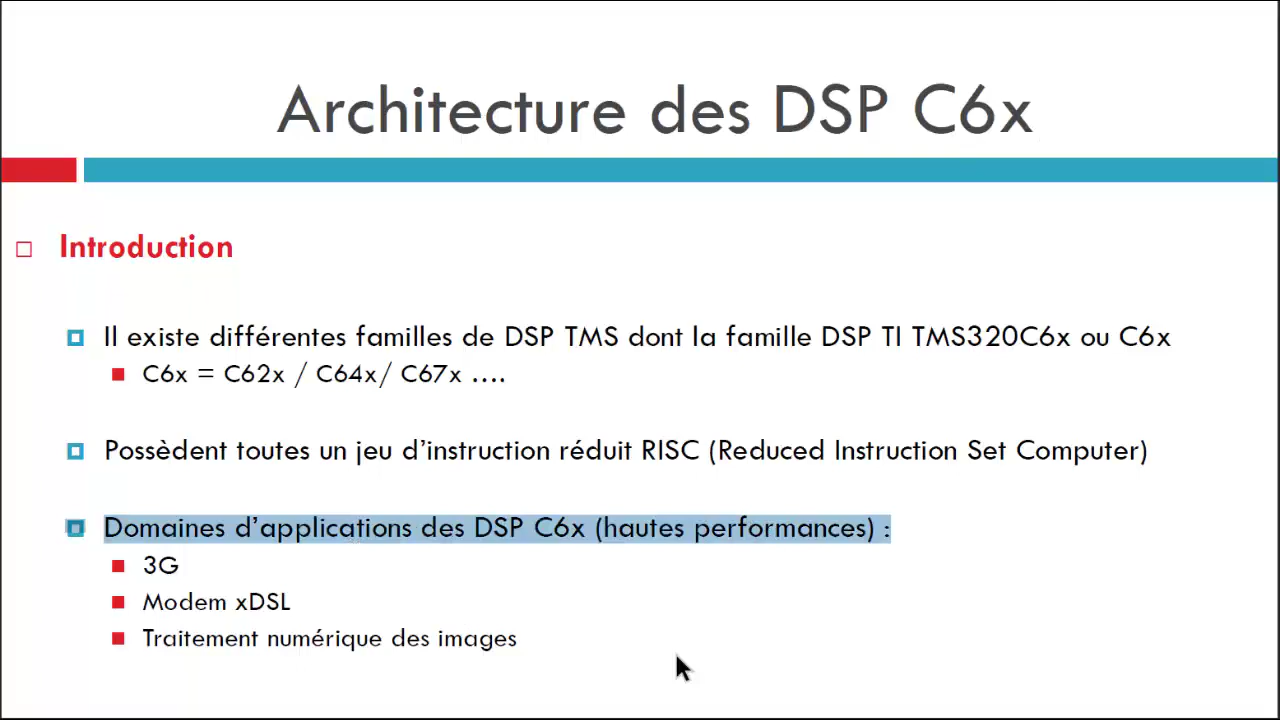 Architecture des DSP C6x
Introduction
Il existe différentes familles de DSP TMS dont la famille DSP TI TMS320C6x ou C6x
C6x = C62x / C64x/ C67x ....
Possèdent toutes un jeu d’instruction réduit RISC (Reduced Instruction Set Computer)
Domaines d’applications des DSP C6x (hautes performances) :
3G
Modem xDSL
Traitement numérique des images